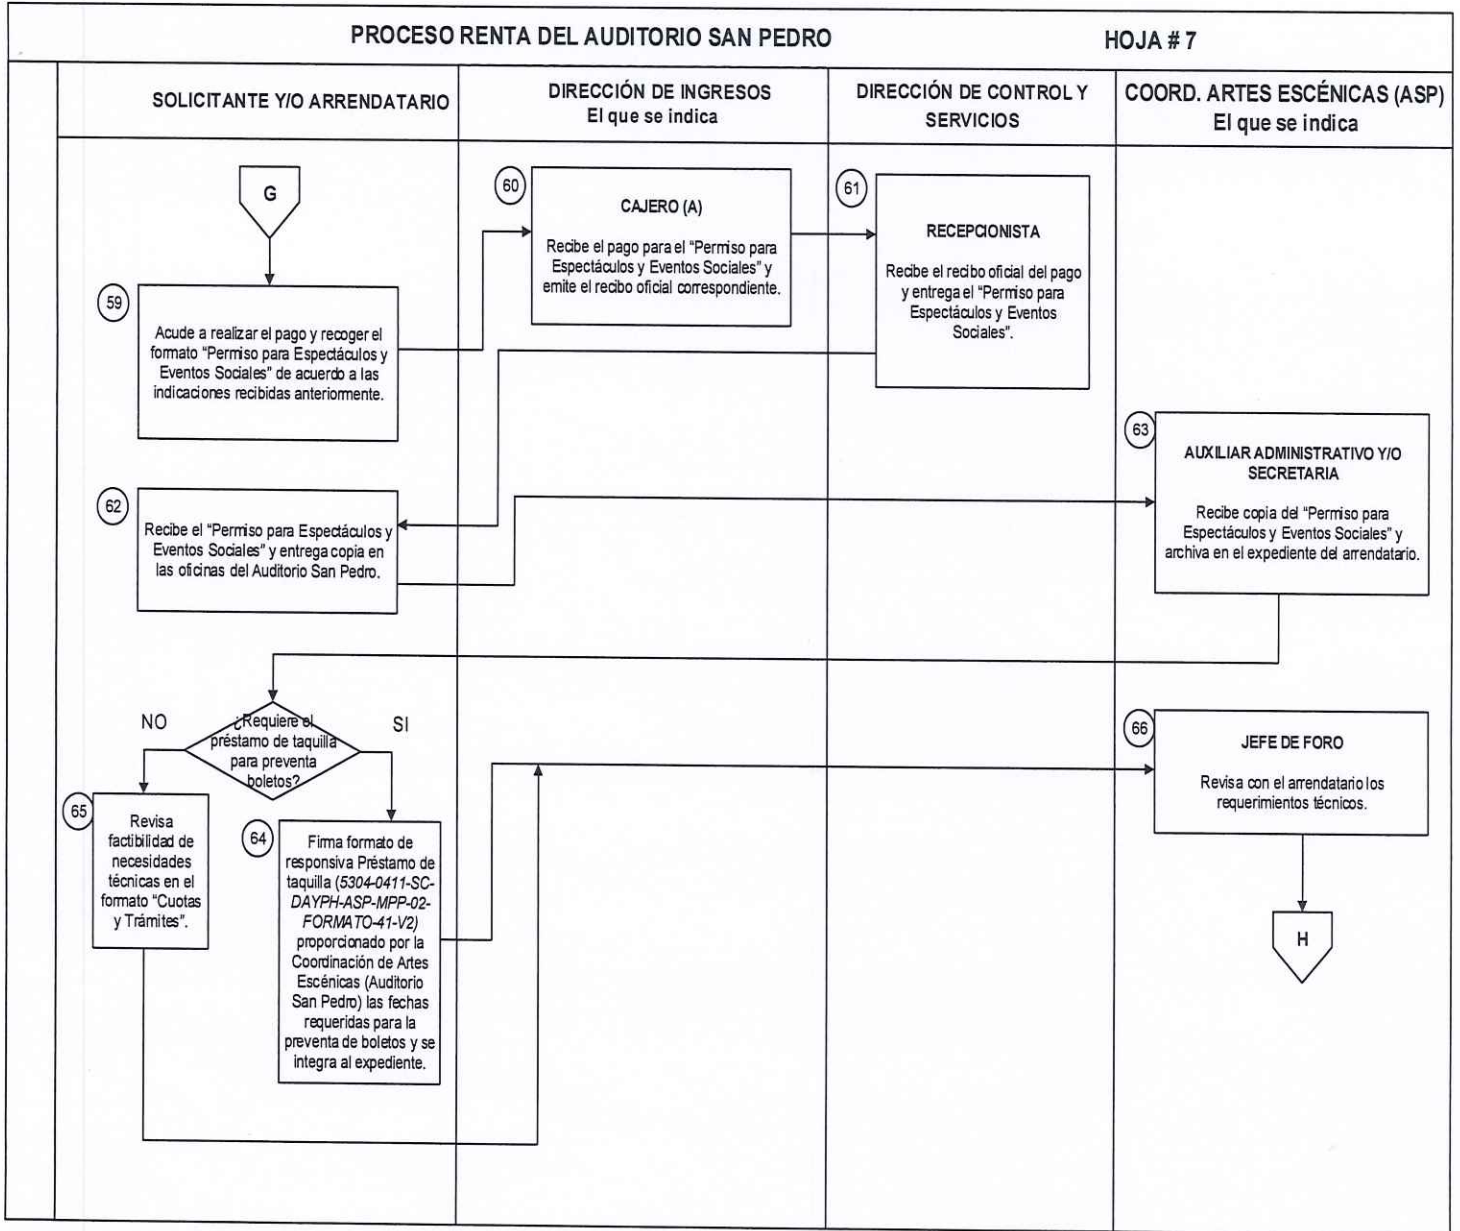 PROCESO RENTA DEL AUDITORIO SAN PEDRO
HOJA # 7
SOLICITANTE Y/O ARRENDATARIO
DIRECCIÓN DE INGRESOS
El que se indica
DIRECCIÓN DE CONTROL Y
SERVICIOS
COORD. ARTES ESCÉNICAS (ASP)
El que se indica
G
59
Acude a realizar el pago y recoger el
formato "Permiso para Espectáculos y
Eventos Sociales" de acuerdo a las
indicaciones recibidas anteriormente.
60
CAJERO (A)
Recibe el pago para el "Permiso para
Espectáculos y Eventos Sociales" y
emite el recibo oficial correspondiente.
61
RECEPCIONISTA
Recibe el recibo oficial del pago
y entrega el "Permiso para
Espectáculos y Eventos
Sociales".
62
Recibe el "Permiso para Espectáculos y
Eventos Sociales" y entrega copia en
las oficinas del Auditorio San Pedro.
63
AUXILIAR ADMINISTRATIVO Y/O
SECRETARIA
Recibe copia del "Permiso para
Espectáculos y Eventos Sociales" y
archiva en el expediente del arrendatario.
NO
¿Requiere el
préstamo de taquilla
para preventa
boletos?
SI
65
Revisa
factibilidad de
necesidades
técnicas en el
formato "Cuotas
y Trámites".
64
Firma formato de
responsiva Préstamo de
taquilla (5304-0411-SC-
DAYPH-ASP-MPP-02-
FORMATO-41-V2)
proporcionado por la
Coordinación de Artes
Escénicas (Auditorio
San Pedro) las fechas
requeridas para la
preventa de boletos y se
integra al expediente.
66
JEFE DE FORO
Revisa con el arrendatario los
requerimientos técnicos.
H